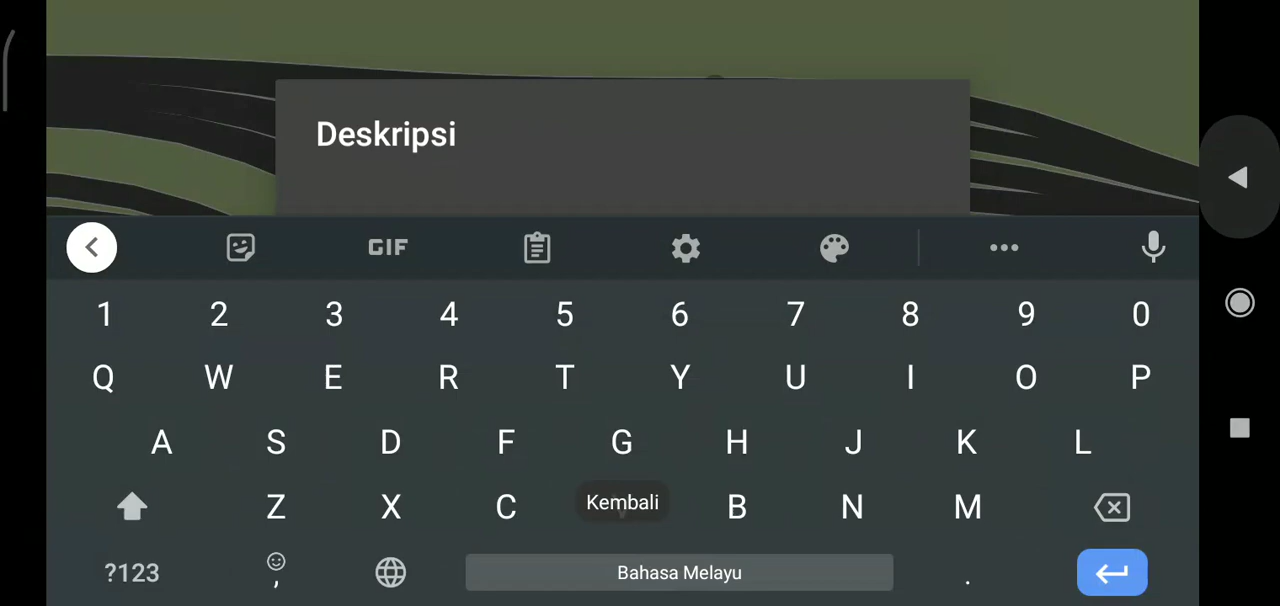 Deskripsi
GIF
1 2 3 4 5 6 7 8 9 0
Q W E R T Y U I O P
A S D F G H J K L
Z X C B N M
Kembali
?123 , Bahasa Melayu .